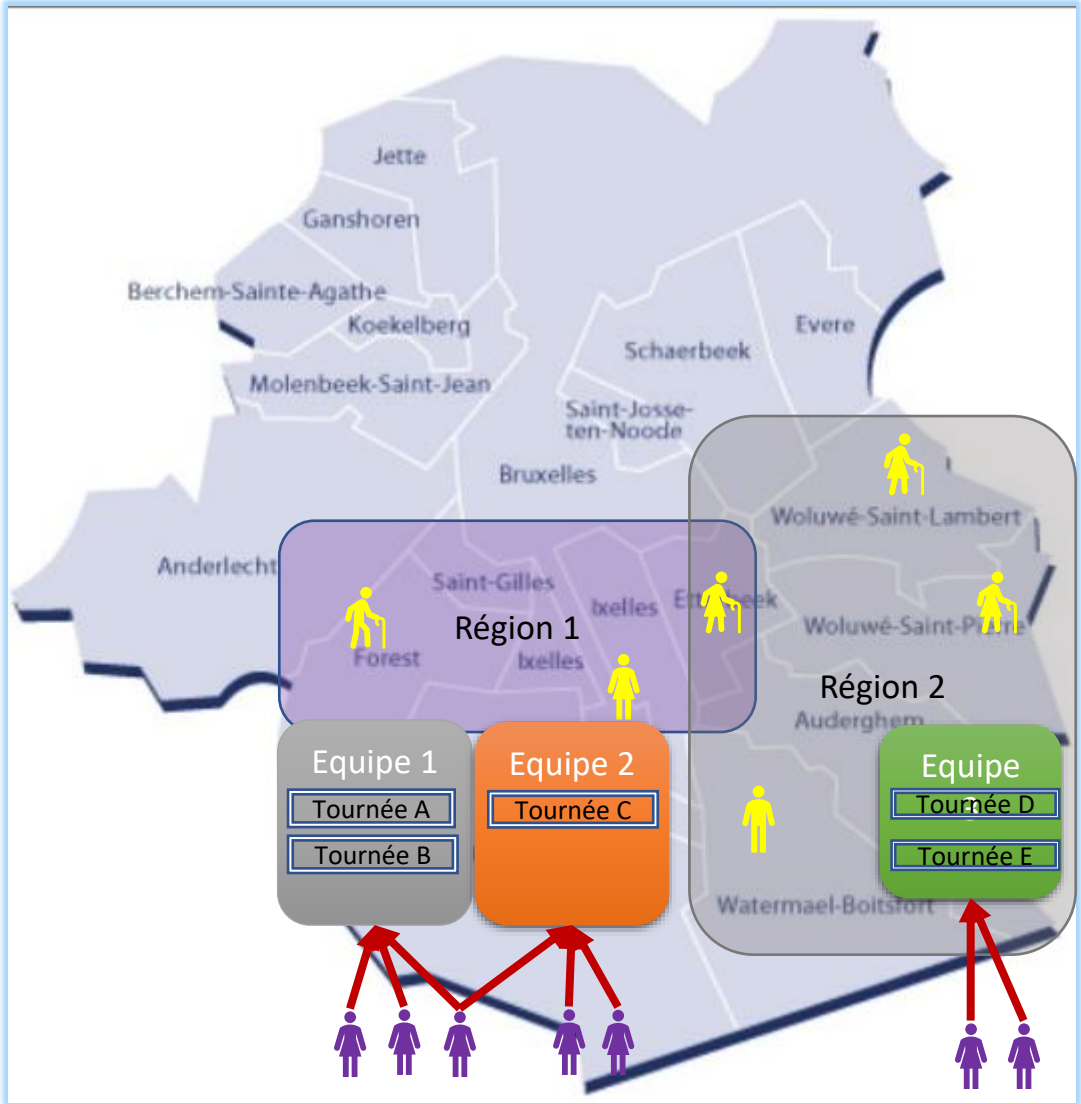 Jette
Ganshoren
Berchem-Sainte-Agathe
Koekelberg
Evere
Schaerbeek
Molenbeek-Saint-Jean
Saint-Josse-
ten-Noode
Bruxelles
Woluwé-Saint-Lambert
Anderlecht
Saint-Gilles
Ixelles
Etterbeek
Région 1
Woluwé-Saint-Pierre
Forest
Ixelles
Région 2
Auderghem
Equipe 1
Equipe 2
Equipe
3
Tournée A
Tournée C
Tournée D
Tournée B
Tournée E
Watermael-Boitsfort